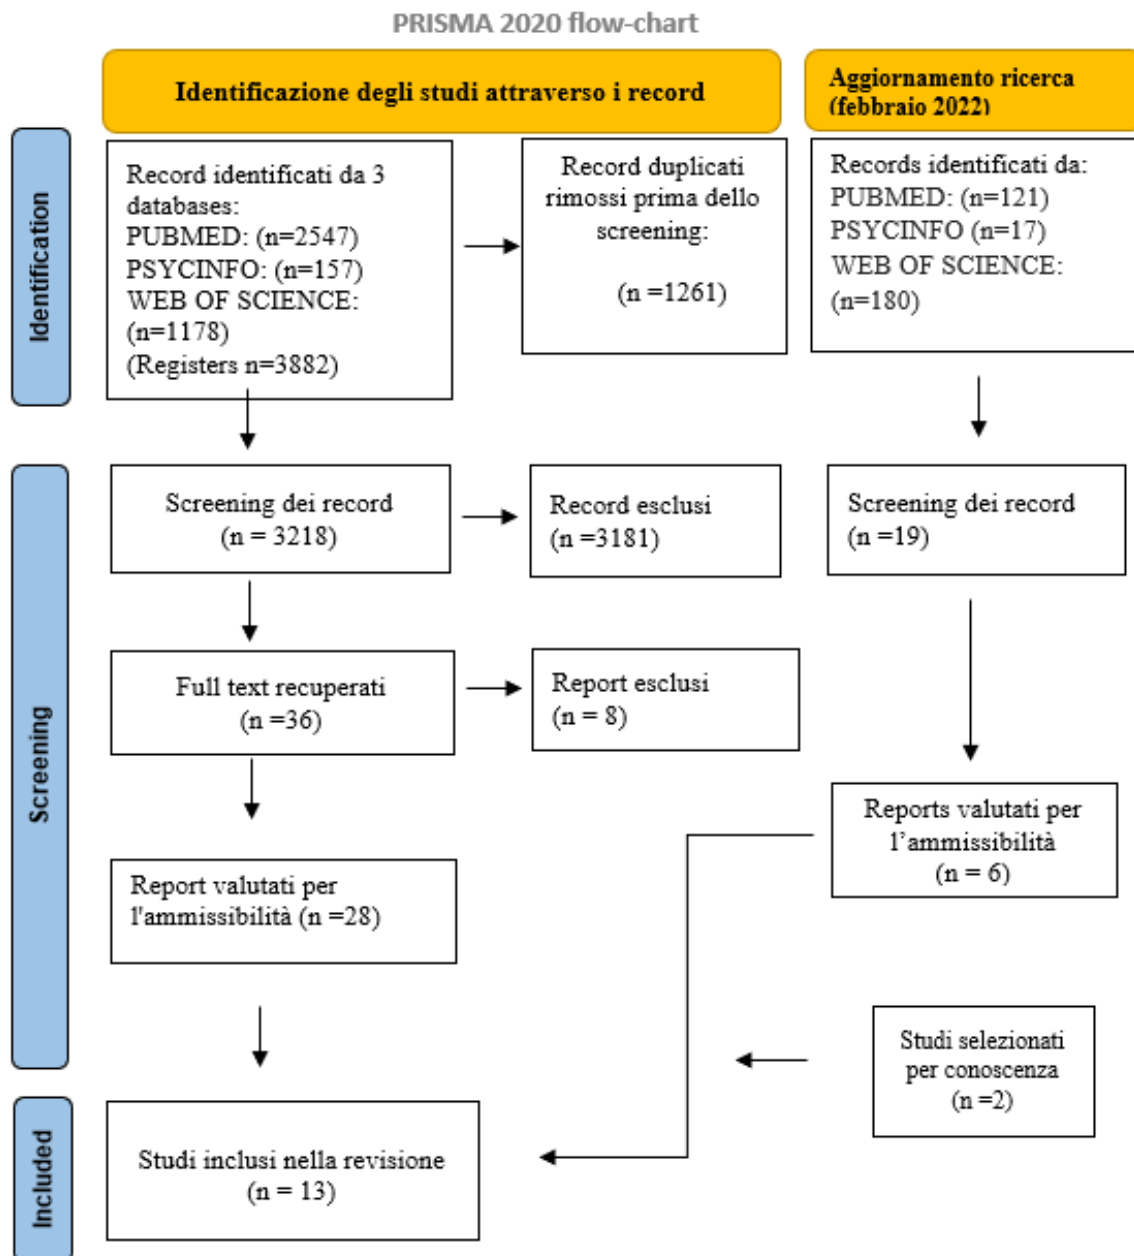 PRISMA 2020 flow-chart
Identificazione degli studi attraverso i record
Aggiornamento ricerca
(febbraio 2022)
Identification
Record identificati da 3
databases:
PUBMED: (n=2547)
PSYCINFO: (n=157)
WEB OF SCIENCE:
(n=1178)
(Registers n=3882)
Record duplicati
rimossi prima dello
screening:
(n =1261)
Records identificati da:
PUBMED: (n=121)
PSYCINFO (n=17)
WEB OF SCIENCE:
(n=180)
Screening
Screening dei record
(n = 3218)
Record esclusi
(n =3181)
Screening dei record
(n =19)
Full text recuperati
(n =36)
Report esclusi
(n = 8)
Reports valutati per
l’ammissibilità
(n = 6)
Report valutati per
l'ammissibilità (n =28)
Studi selezionati
per conoscenza
(n =2)
Included
Studi inclusi nella revisione
(n = 13)